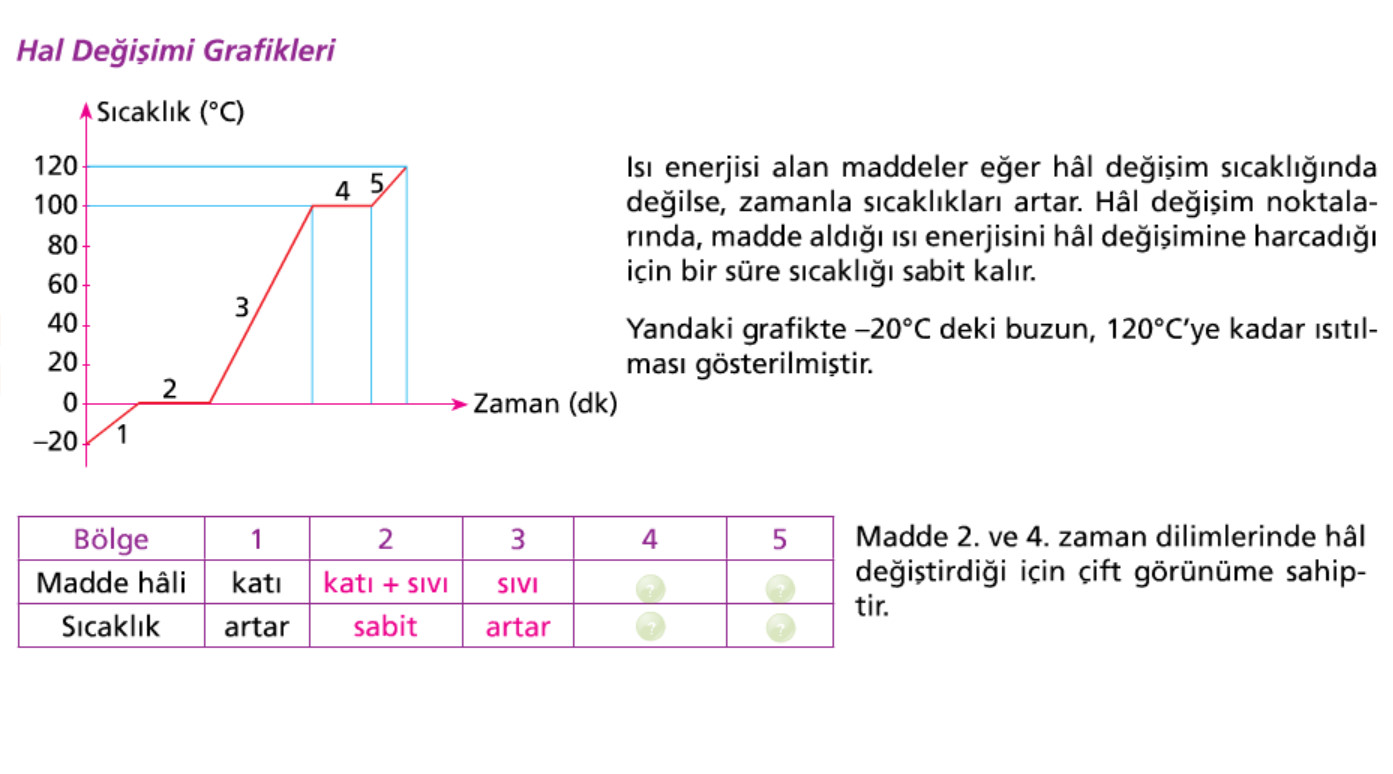 Hal Değişimi Grafikleri
Sıcaklık (°C)
120
100
80
60
40
20
0
–20
1
2
3
4
5
Zaman (dk)
Isı enerjisi alan maddeler eğer hâl değişim sıcaklığında
değilse, zamanla sıcaklıkları artar. Hâl değişim noktala-
rında, madde aldığı ısı enerjisini hâl değişimine harcadığı
için bir süre sıcaklığı sabit kalır.
Yandaki grafikte –20°C deki buzun, 120°C’ye kadar ısıtıl-
ması gösterilmiştir.
Bölge 1 2 3 4 5
Madde hâli katı katı + sıvı sıvı ? ?
Sıcaklık artar sabit artar ? ?
Madde 2. ve 4. zaman dilimlerinde hâl
değiştirdiği için çift görünüme sahip-
tir.